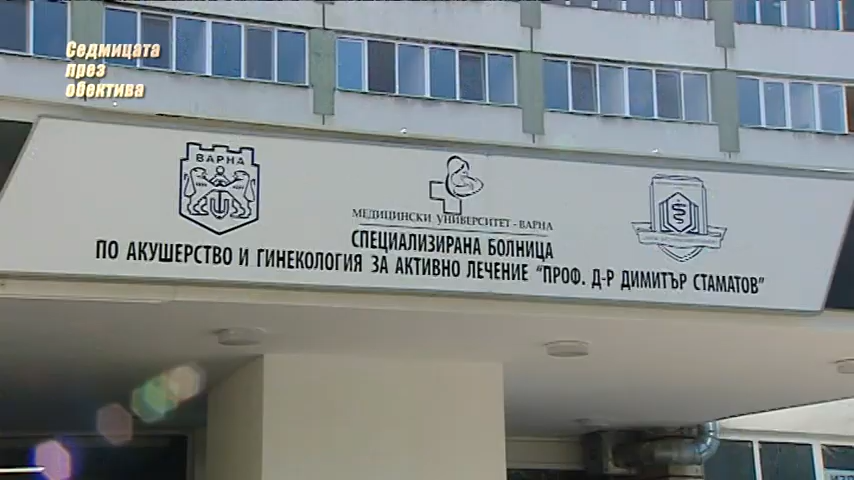 Седмицата
през
обектива
ВАРНА
МЕДИЦИНСКИ УНИВЕРСИТЕТ - ВАРНА
СПЕЦИАЛИЗИРАНА БОЛНИЦА
ПО АКУШЕРСТВО И ГИНЕКОЛОГИЯ ЗА АКТИВНО ЛЕЧЕНИЕ "ПРОФ. Д-Р ДИМИТЪР СТАМАТОВ"